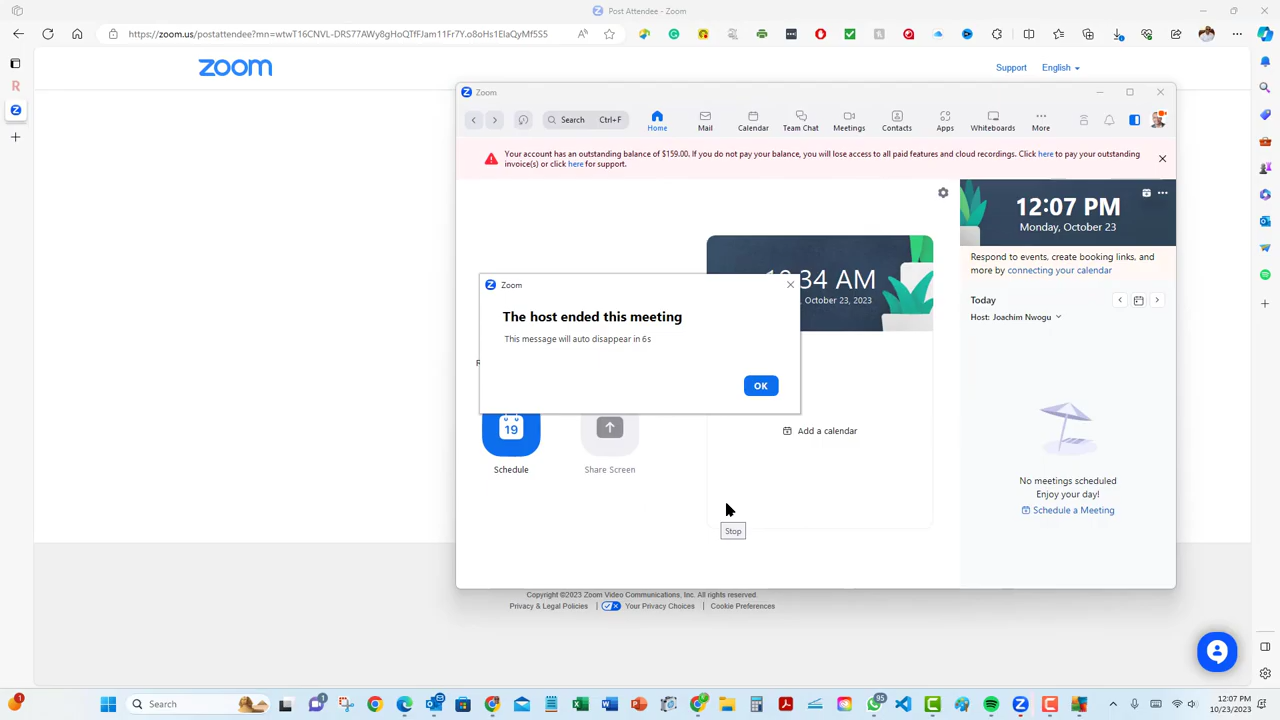 Post Attendee - Zoom
https://zoom.us/postattendee?mn=wtwT16CNVL-DRS77AWy8gHoQTfFJam11Fr7Y.o8oHs1ElaQyMf5S5
zoom
Support
English
Zoom
Search Ctrl+F
Home
Mail
Calendar
Team Chat
Meetings
Contacts
Apps
Whiteboards
More
Your account has an outstanding balance of $159.00. If you do not pay your balance, you will lose access to all paid features and cloud recordings. Click here to pay your outstanding
invoice(s) or click here for support.
12:07 PM
Monday, October 23
Respond to events, create booking links, and
more by connecting your calendar
Today
Host: Joachim Nwogu
34 AM
, October 23, 2023
Zoom
The host ended this meeting
This message will auto disappear in 6s
OK
19
Schedule
Share Screen
Add a calendar
No meetings scheduled
Enjoy your day!
Schedule a Meeting
Stop
Copyright ©2023 Zoom Video Communications, Inc. All rights reserved.
Privacy & Legal Policies | Your Privacy Choices | Cookie Preferences
1
Search
1
95
12:07 PM
10/23/2023